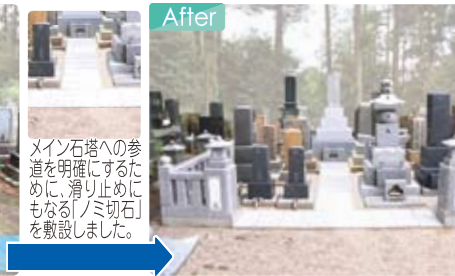 After
メイン石塔への参
道を明確にするた
めに、滑り止めに
もなる「ノミ切石」
を敷設しました。